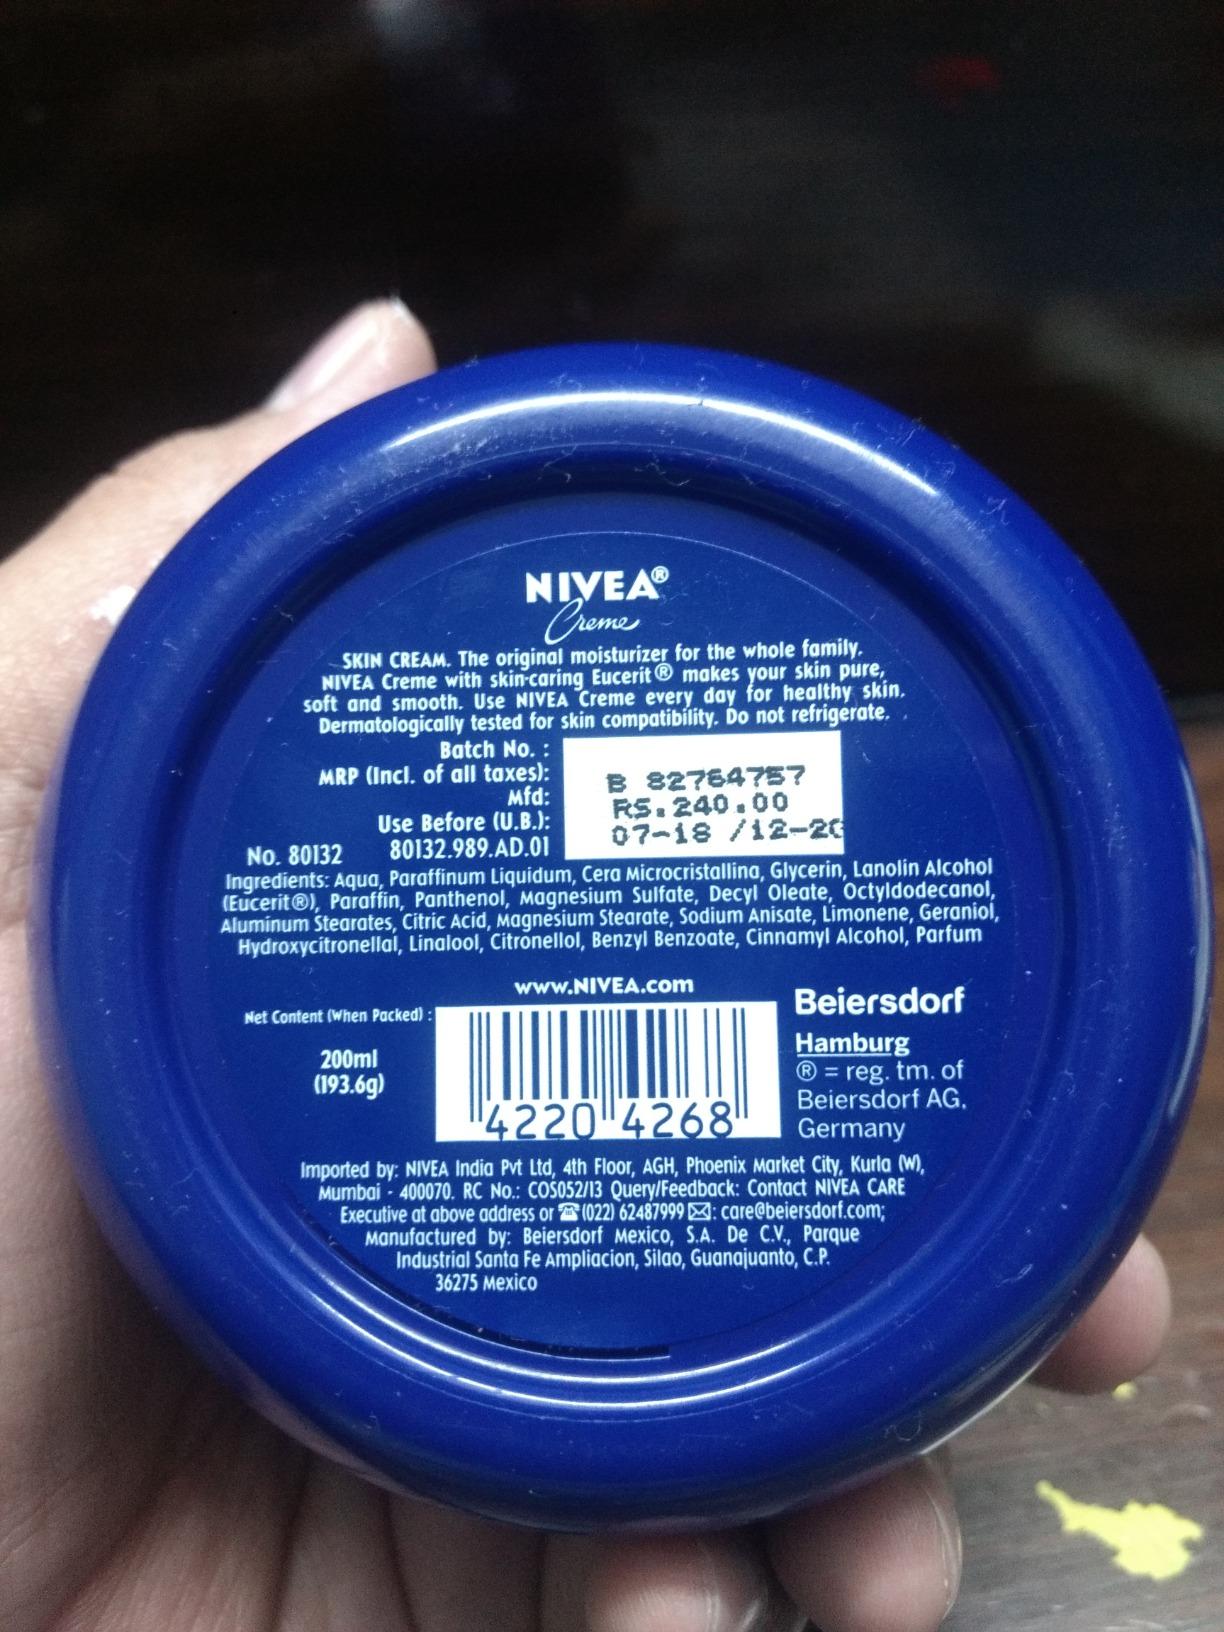 NIVEA®
Creme
SKIN CREAM. The original moisturizer for the whole family.
NIVEA Creme with skin-caring Eucerit® makes your skin pure,
soft and smooth. Use NIVEA Creme every day for healthy skin.
Dermatologically tested for skin compatibility. Do not refrigerate.
Batch No. : B 82764757
MRP (Incl. of all taxes): RS.240.00
Mfd: 07-18 /12-20
Use Before (U.B.):
No. 80132 80132.989.AD.01
Ingredients: Aqua, Paraffinum Liquidum, Cera Microcristallina, Glycerin, Lanolin Alcohol
(Eucerit®), Paraffin, Panthenol, Magnesium Sulfate, Decyl Oleate, Octyldodecanol,
Aluminum Stearates, Citric Acid, Magnesium Stearate, Sodium Anisate, Limonene, Geraniol,
Hydroxycitronellal, Linalool, Citronellol, Benzyl Benzoate, Cinnamyl Alcohol, Parfum
www.NIVEA.com
Net Content (When Packed) :
200ml
(193.6g)
4220 4268
Beiersdorf
Hamburg
® = reg. tm. of
Beiersdorf AG,
Germany
Imported by: NIVEA India Pvt Ltd, 4th Floor, AGH, Phoenix Market City, Kurla (W),
Mumbai - 400070. RC No.: COS052/13 Query/Feedback: Contact NIVEA CARE
Executive at above address or ☎(022) 62487999 ✉: care@beiersdorf.com;
Manufactured by: Beiersdorf Mexico, S.A. De C.V., Parque
Industrial Santa Fe Ampliacion, Silao, Guanajuanto, C.P.
36275 Mexico